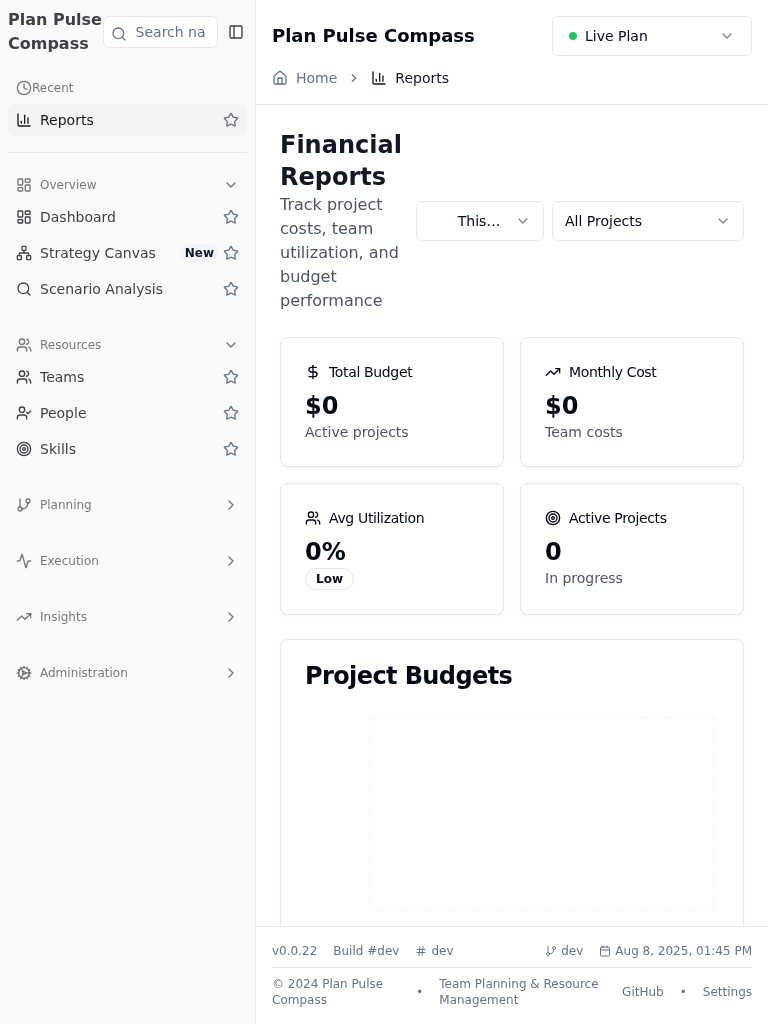 Plan Pulse
Compass
Search na
Recent
Reports
Overview
Dashboard
Strategy Canvas New
Scenario Analysis
Resources
Teams
People
Skills
Planning
Execution
Insights
Administration
Plan Pulse Compass
Live Plan
Home
Reports
Financial
Reports
Track project
costs, team
utilization, and
budget
performance
This...
All Projects
Total Budget
$0
Active projects
Monthly Cost
$0
Team costs
Avg Utilization
0%
Low
Active Projects
0
In progress
Project Budgets
v0.0.22 Build #dev # dev
dev Aug 8, 2025, 01:45 PM
© 2024 Plan Pulse
Compass
•
Team Planning & Resource
Management
GitHub • Settings